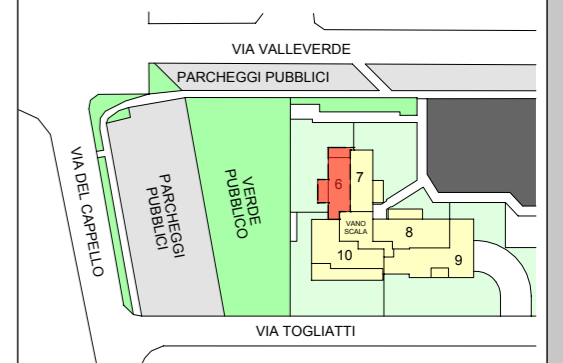 VIA VALLEVERDE
PARCHEGGI PUBBLICI
VIA DEL CAPPELLO
PARCHEGGI
PUBBLICI
VERDE
PUBBLICO
6
7
VANO
SCALA
8
10
9
VIA TOGLIATTI